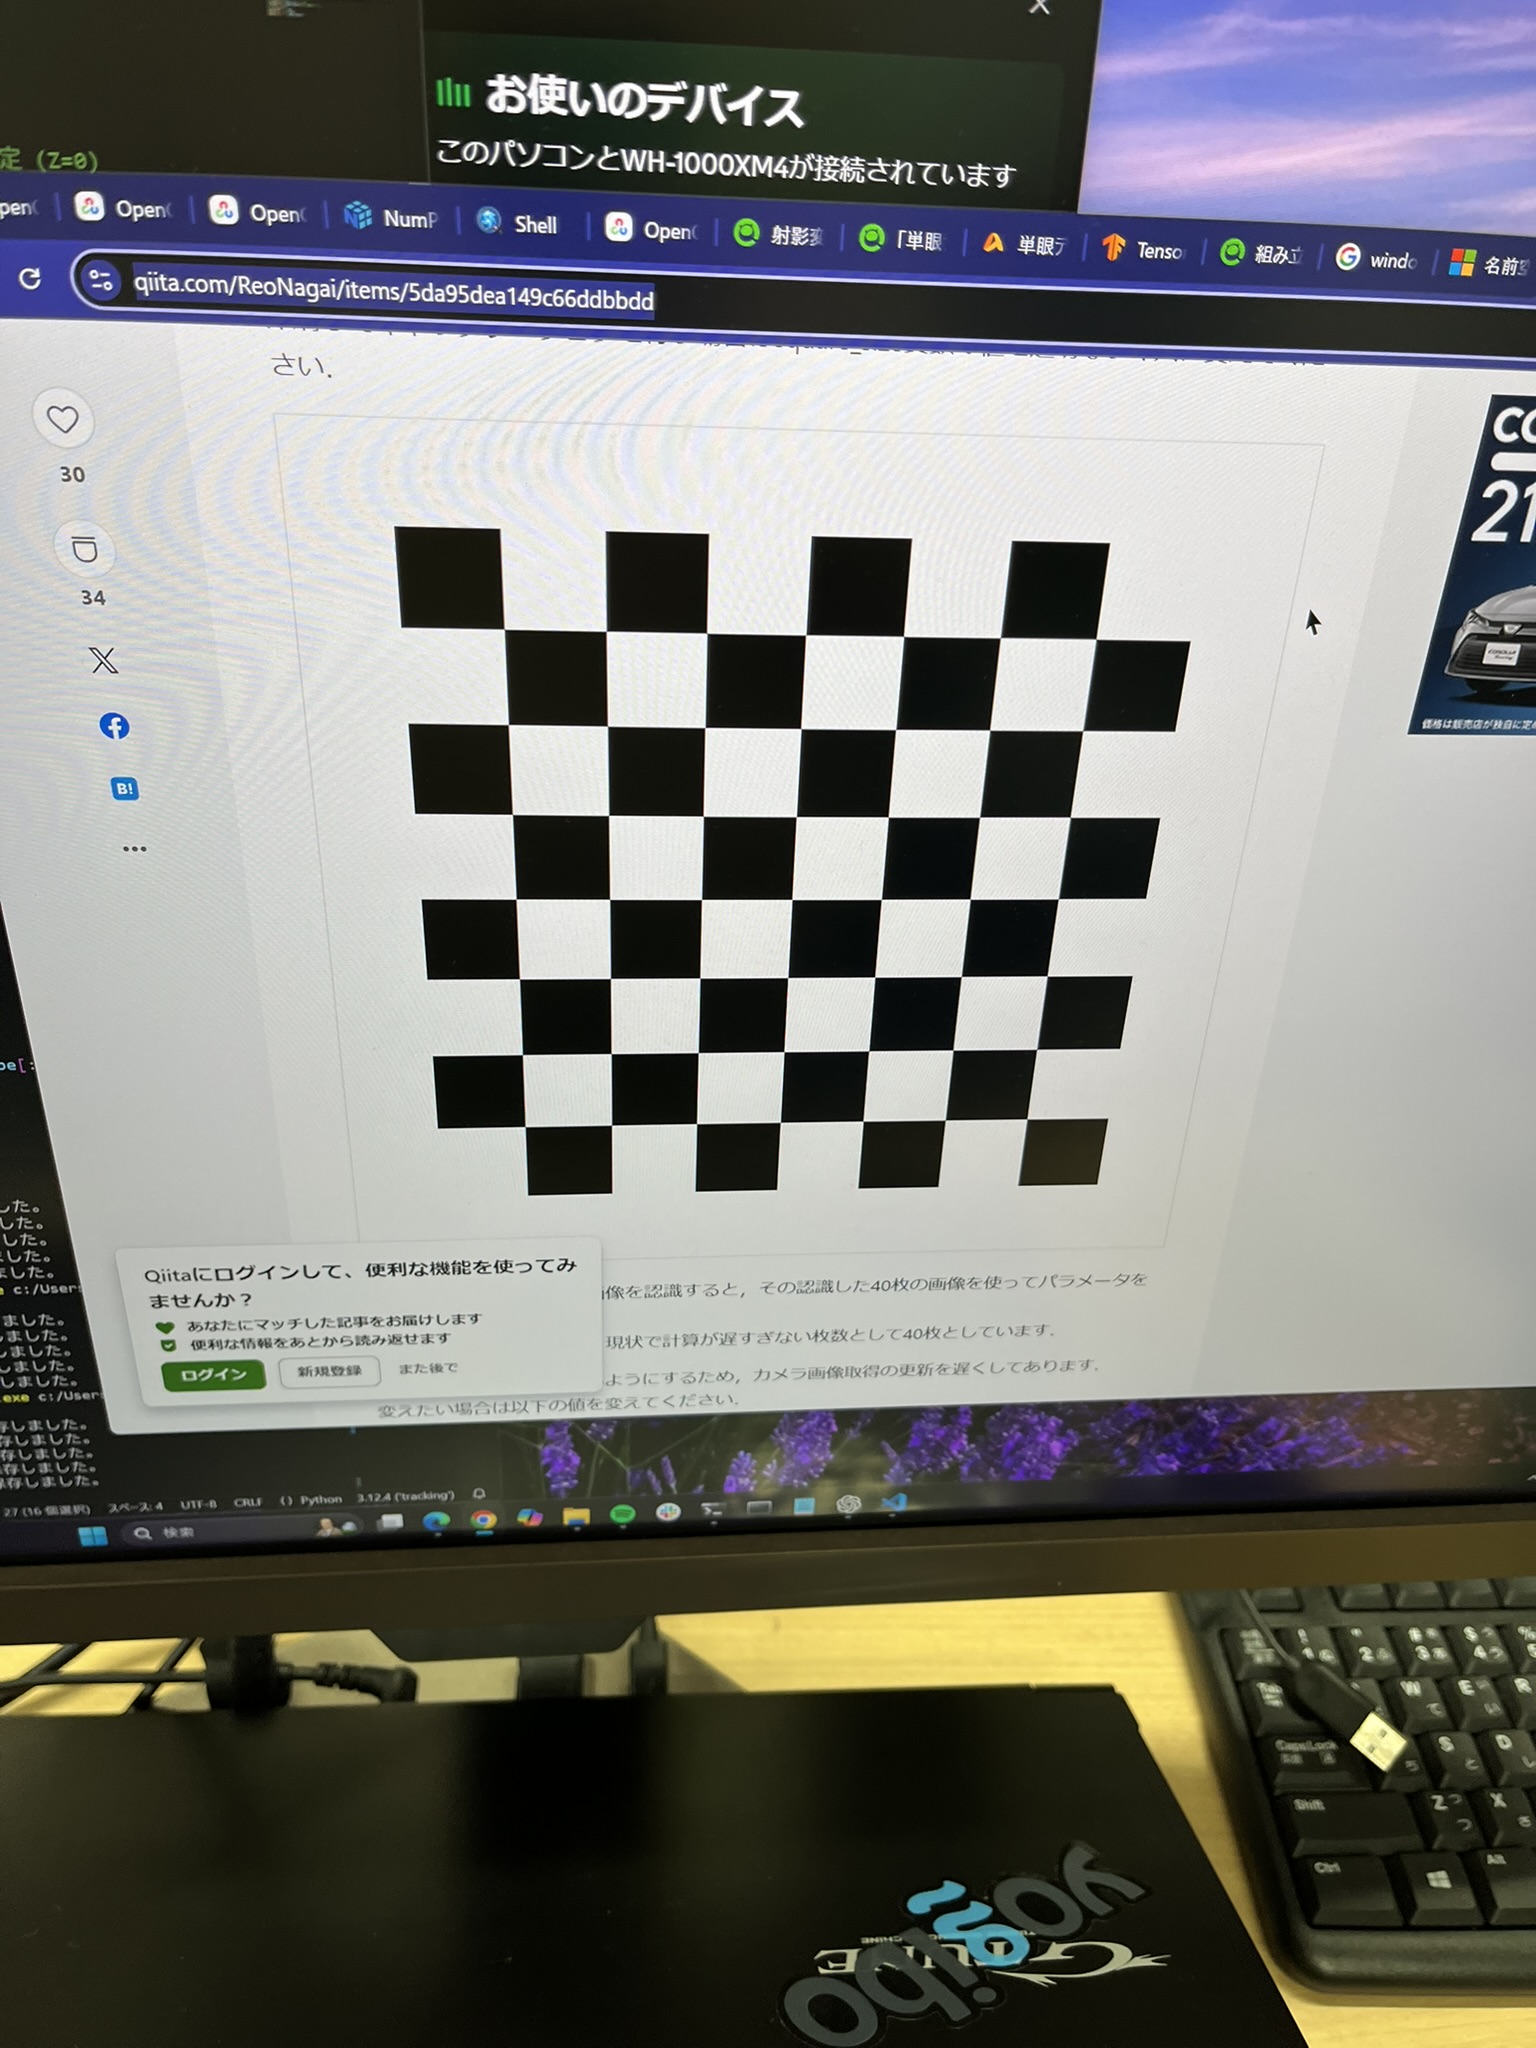 お使いのデバイス
このパソコンとWH-1000XM4が接続されています
定 (Z=0)
Open
Open
NumP
Shell
Open
射影変
「単眼
単眼デ
Tenso
組み立
windo
名前空
qiita.com/ReoNagai/items/5da95dea149c66ddbbdd
さい.
30
34
B!
...
CO
21
COROLLA
pe[:
Qiitaにログインして、便利な機能を使ってみ
ませんか？
あなたにマッチした記事をお届けします
便利な情報をあとから読み返せます
ログイン 新規登録 また後で
像を認識すると，その認識した40枚の画像を使ってパラメータを
現状で計算が遅すぎない枚数として40枚としています．
ようにするため，カメラ画像取得の更新を遅くしてあります．
変えたい場合は以下の値を変えてください．
した。
した。
した。
した。
した。
e c:/User
ました。
しました。
しました。
しました。
しました。
.exe c:/User
存しました。
存しました。
存しました。
保存しました。
保存しました。
27 (16 個選択) スペース: 4 UTF-8 CRLF Python 3.12.4 ('tracking')
検索
Tab
W
E
R
CapsLock
S
D
Shift
Z
X
Ctrl
Alt
yogibo
G TUNE